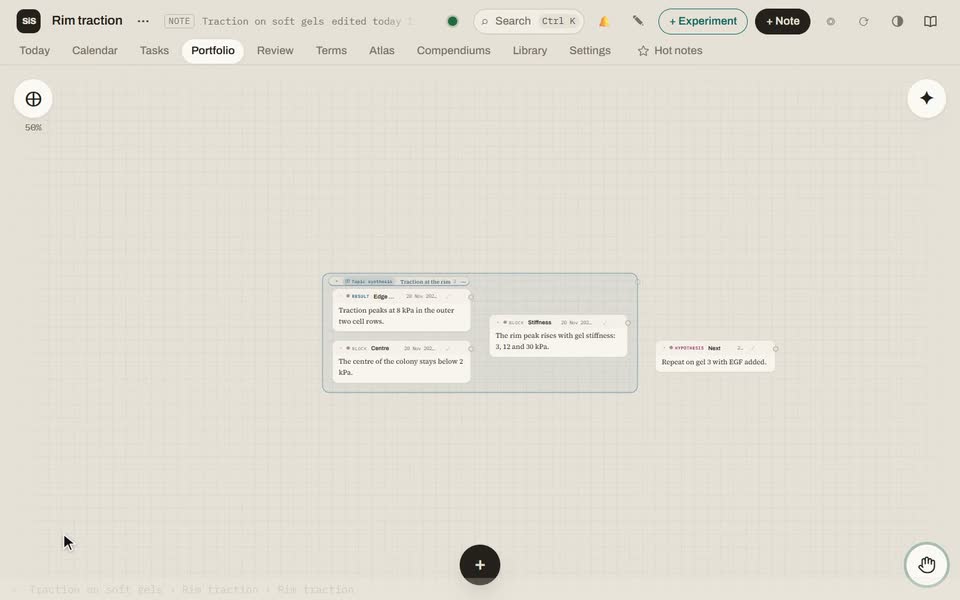 SiS Rim traction ... NOTE Traction on soft gels edited today Search Ctrl K + Experiment + Note
Today Calendar Tasks Portfolio Review Terms Atlas Compendiums Library Settings Hot notes
50%
Topic synthesis Traction at the rim
RESULT Edge ... 20 Nov 202...
Traction peaks at 8 kPa in the outer
two cell rows.
BLOCK Centre 20 Nov 202...
The centre of the colony stays below 2
kPa.
BLOCK Stiffness 20 Nov 202...
The rim peak rises with gel stiffness:
3, 12 and 30 kPa.
HYPOTHESIS Next 2...
Repeat on gel 3 with EGF added.
+
Traction on soft gels › Rim traction › Rim traction